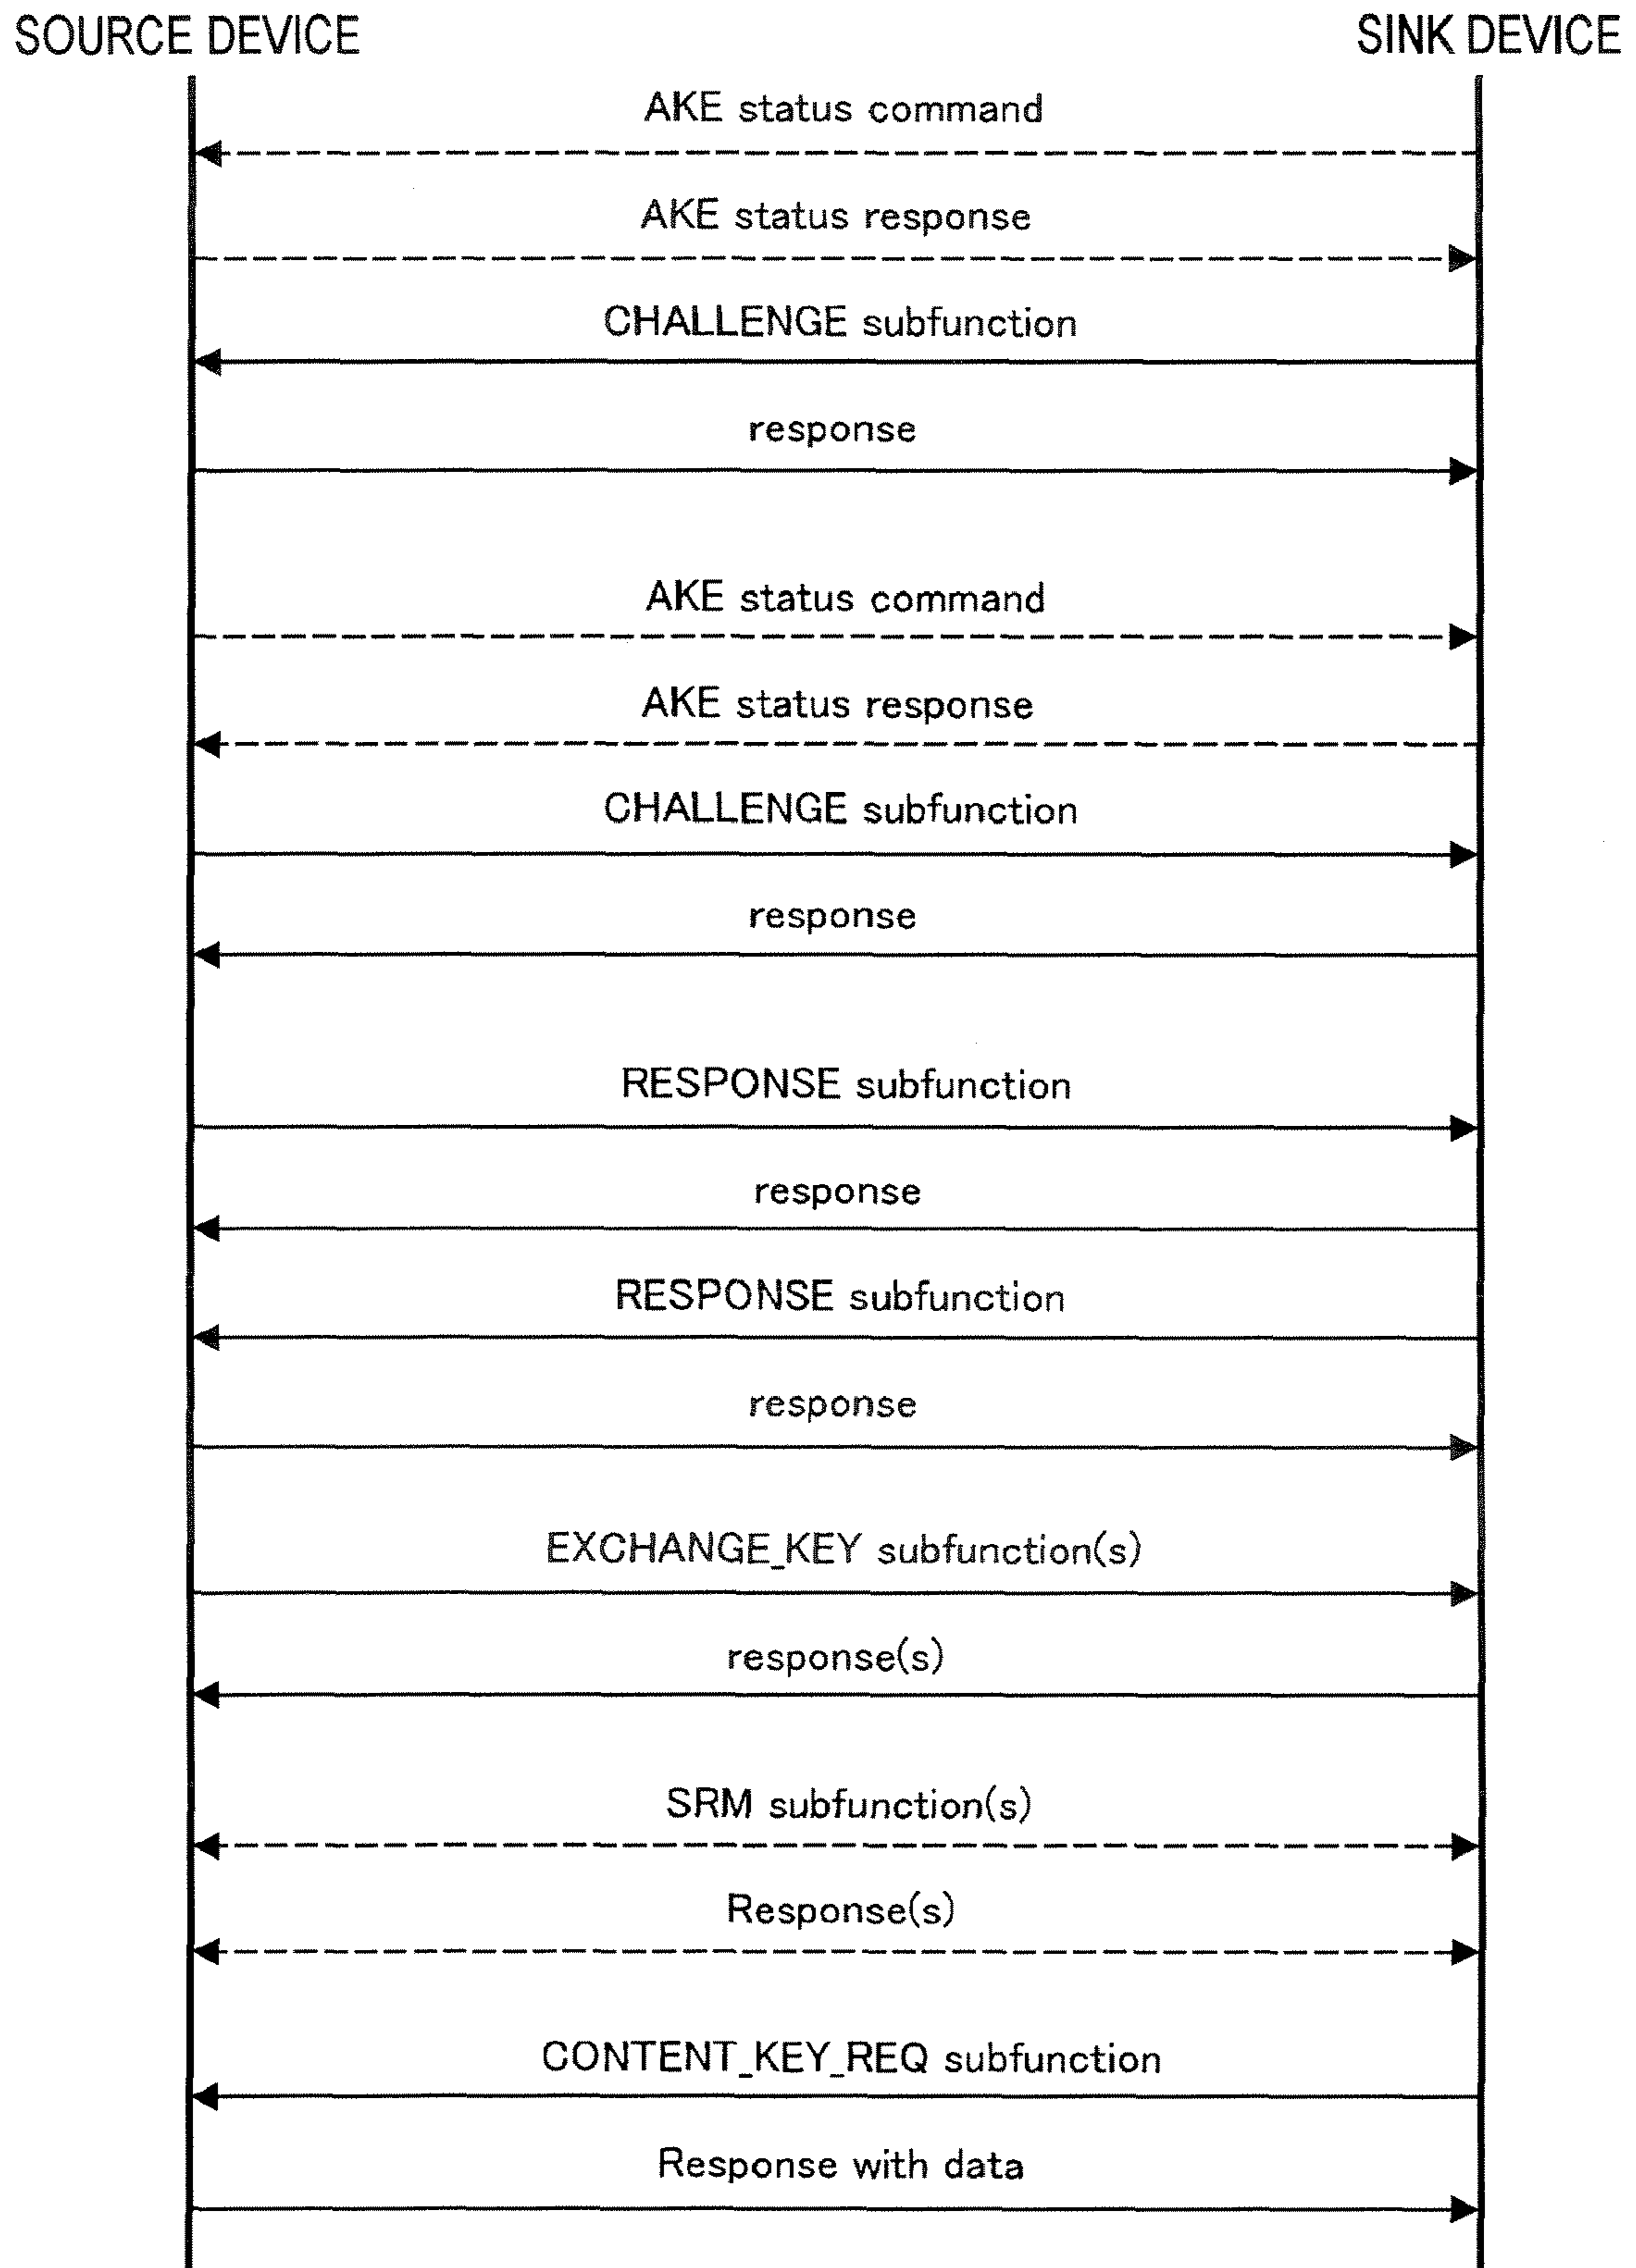 SOURCE DEVICE
SINK DEVICE
AKE status command
AKE status response
CHALLENGE subfunction
response
AKE status command
AKE status response
CHALLENGE subfunction
response
RESPONSE subfunction
response
RESPONSE subfunction
response
EXCHANGE_KEY subfunction(s)
response(s)
SRM subfunction(s)
Response(s)
CONTENT_KEY_REQ subfunction
Response with data